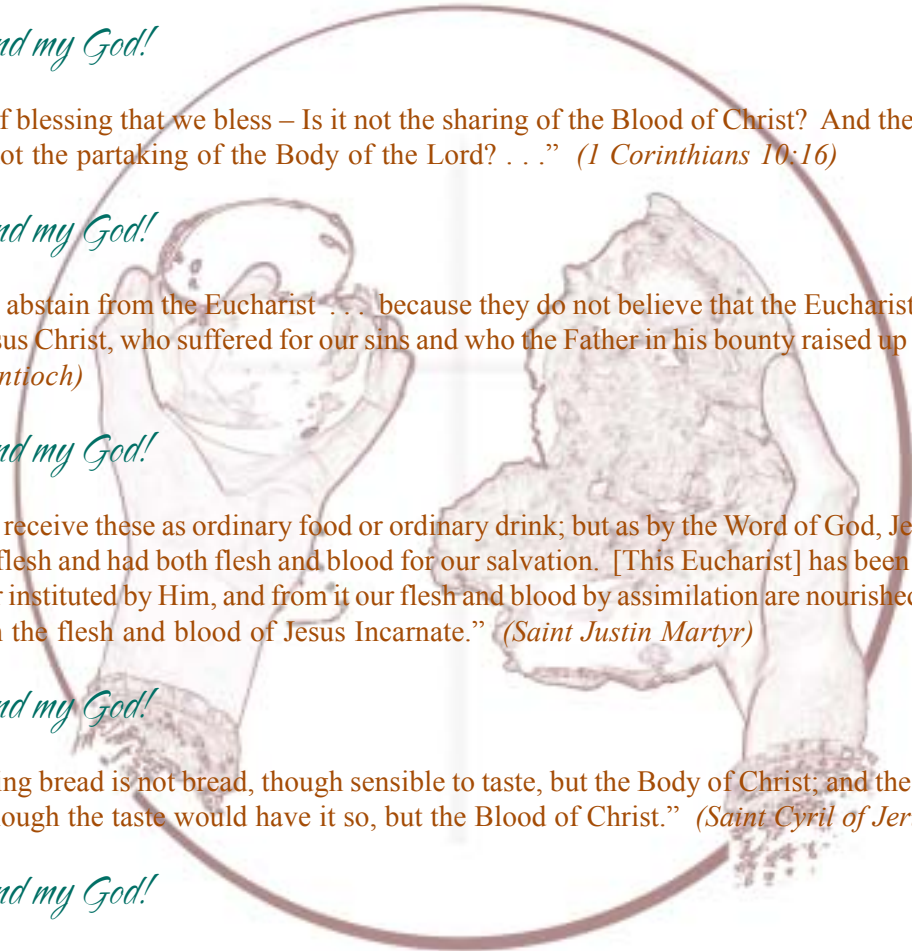 nd my God!
f blessing that we bless – Is it not the sharing of the Blood of Christ? And the
ot the partaking of the Body of the Lord? . . .” (1 Corinthians 10:16)
nd my God!
abstain from the Eucharist . . . because they do not believe that the Eucharist
sus Christ, who suffered for our sins and who the Father in his bounty raised up
ntioch)
nd my God!
receive these as ordinary food or ordinary drink; but as by the Word of God, Je
flesh and had both flesh and blood for our salvation. [This Eucharist] has been
r instituted by Him, and from it our flesh and blood by assimilation are nourished
n the flesh and blood of Jesus Incarnate.” (Saint Justin Martyr)
nd my God!
ing bread is not bread, though sensible to taste, but the Body of Christ; and the
hough the taste would have it so, but the Blood of Christ.” (Saint Cyril of Jer
nd my God!